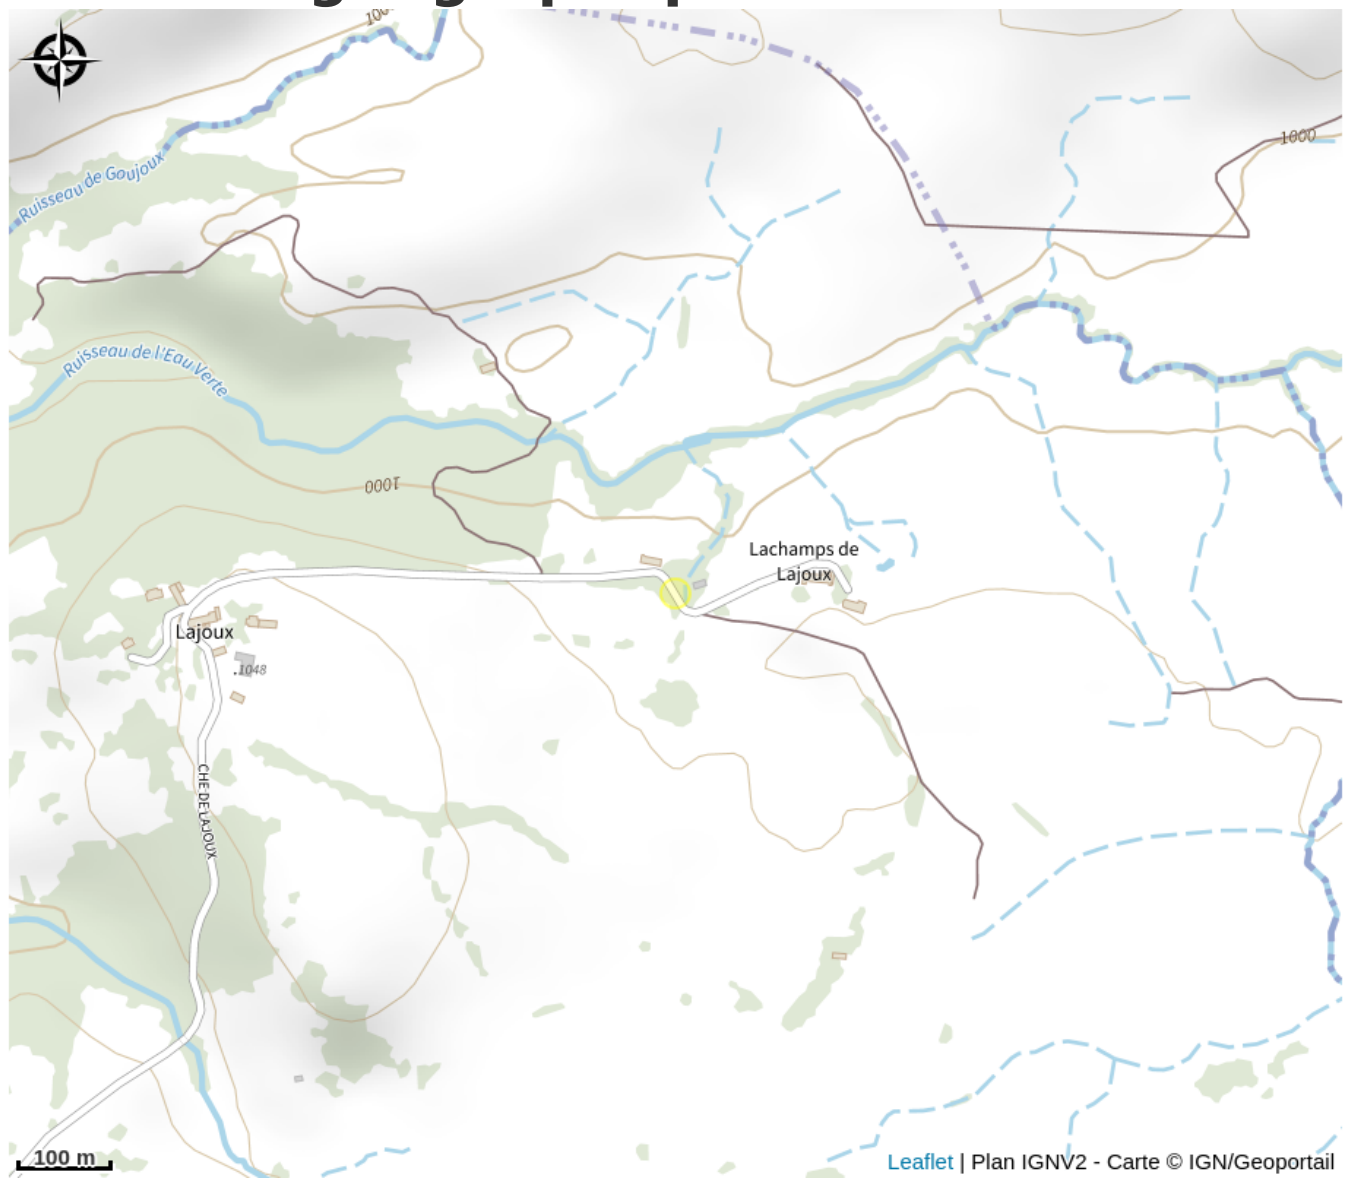 100
Ruisseau de Goujoux
1000
Ruisseau de l'Eau Verte
1000
Lachamps de
Lajoux
Lajoux
1048
CHE DE LAJOUX
100 m
Leaflet | Plan IGNV2 - Carte © IGN/Geoportail